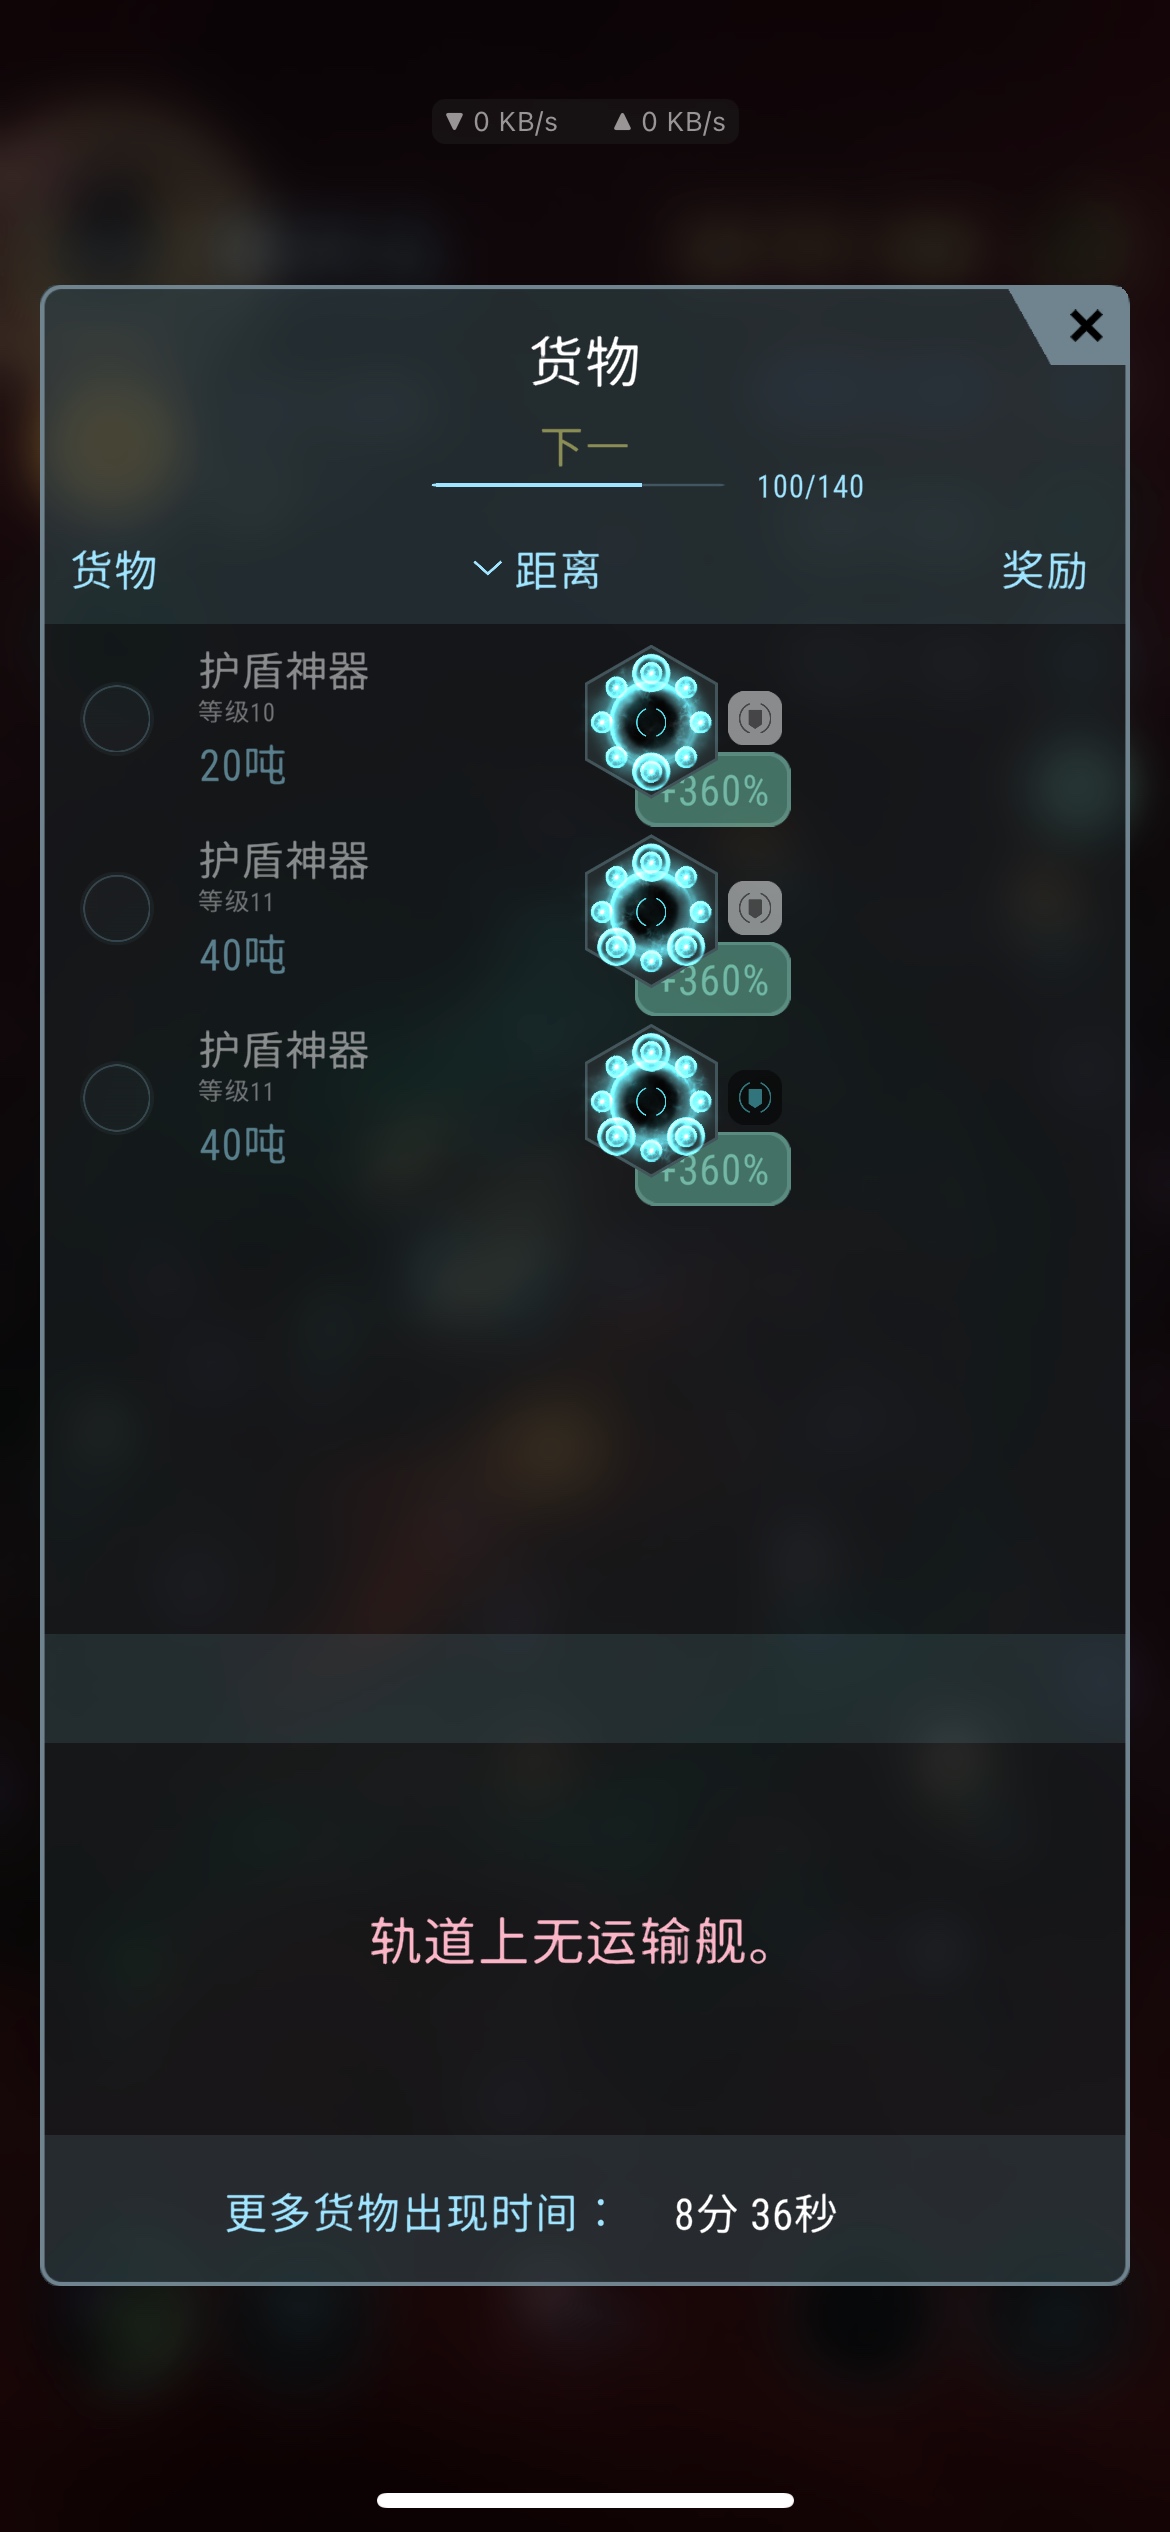 ▼ 0 KB/s ▲ 0 KB/s
货物
下一
100/140
货物 距离 奖励
护盾神器
等级10
20吨
+360%
护盾神器
等级11
40吨
+360%
护盾神器
等级11
40吨
+360%
轨道上无运输舰。
更多货物出现时间： 8分 36秒